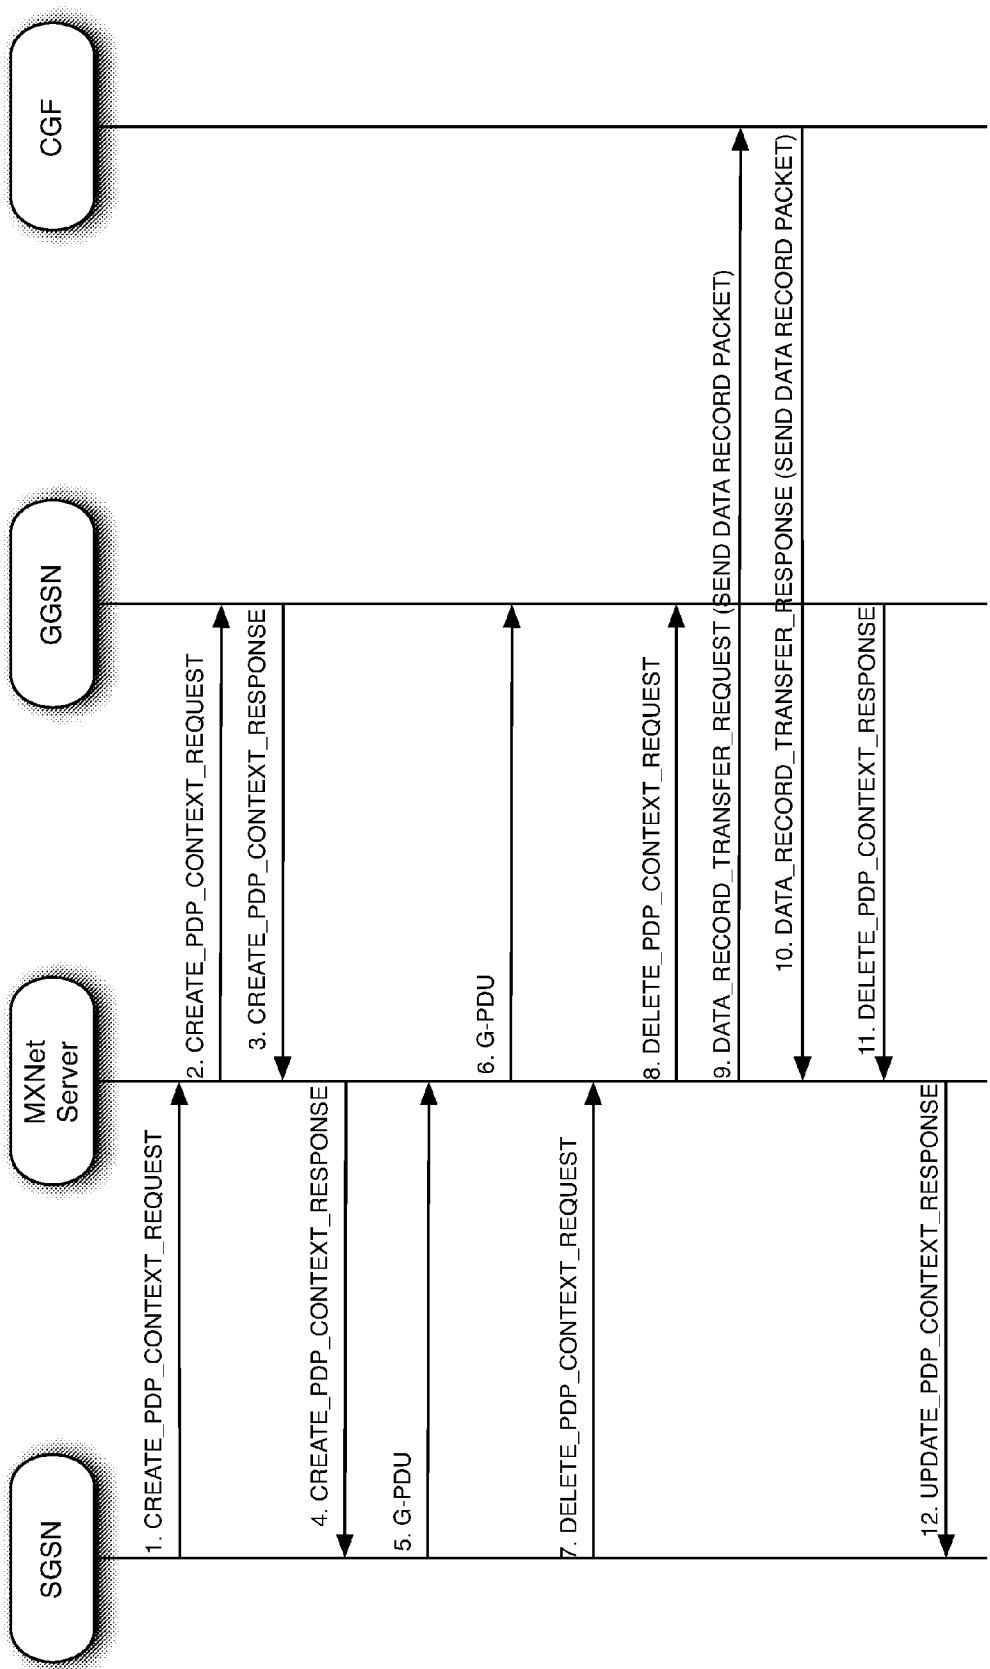 SGSN
MXNet
Server
GGSN
CGF
1. CREATE_PDP_CONTEXT_REQUEST
2. CREATE_PDP_CONTEXT_REQUEST
3. CREATE_PDP_CONTEXT_RESPONSE
4. CREATE_PDP_CONTEXT_RESPONSE
5. G-PDU
6. G-PDU
7. DELETE_PDP_CONTEXT_REQUEST
8. DELETE_PDP_CONTEXT_REQUEST
9. DATA_RECORD_TRANSFER_REQUEST (SEND DATA RECORD PACKET)
10. DATA_RECORD_TRANSFER_RESPONSE (SEND DATA RECORD PACKET)
11. DELETE_PDP_CONTEXT_RESPONSE
12. UPDATE_PDP_CONTEXT_RESPONSE